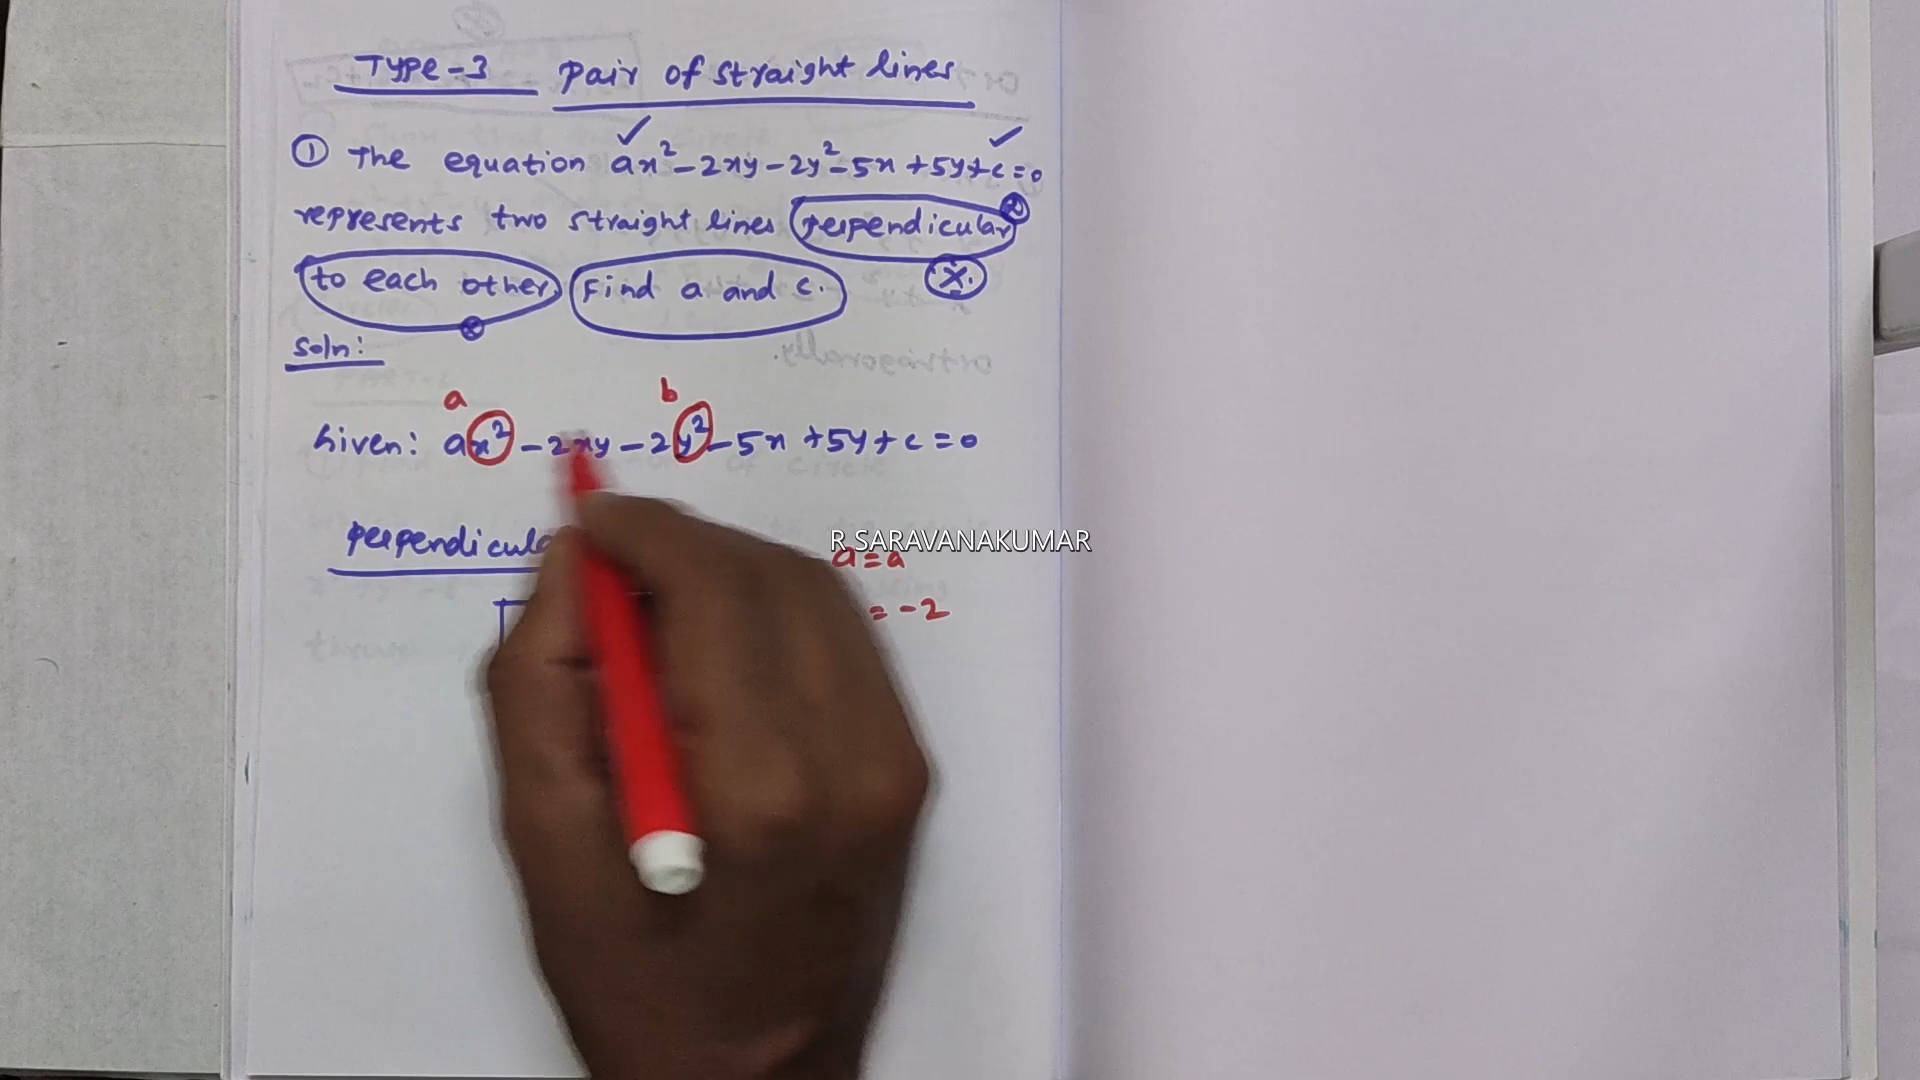 TYPE-3 Pair of straight lines
① The equation ax²-2xy-2y²-5x+5y+c=0
represents two straight lines perpendicular
to each other. Find a and c. (x.)
Soln:
a b
Given: ax²-2xy-2y²-5x+5y+c=0
R SARAVANAKUMAR
a=a
= -2